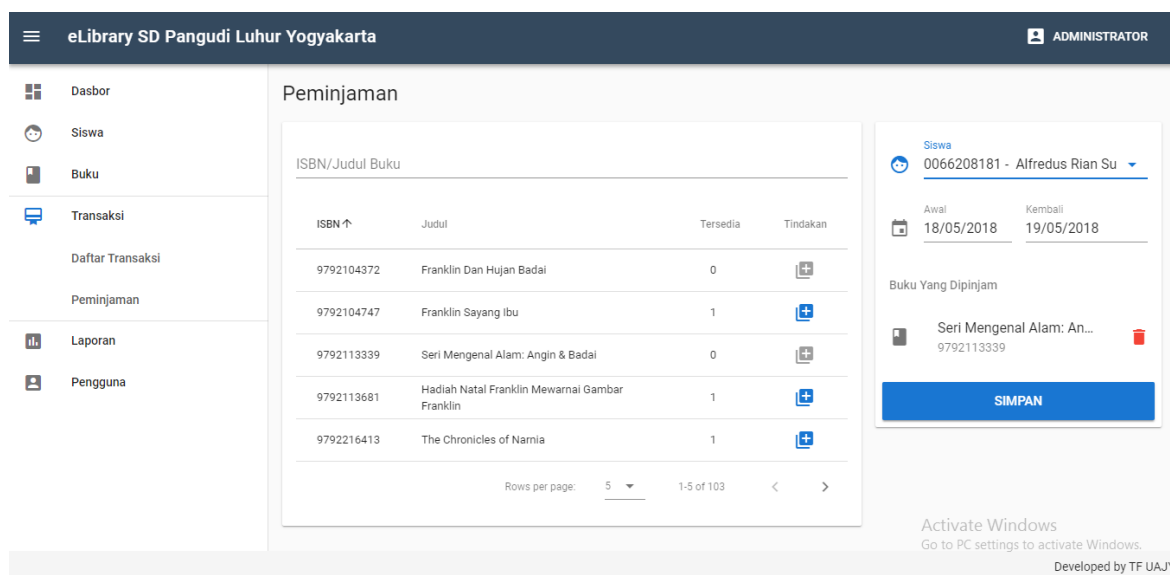 eLibrary SD Pangudi Luhur Yogyakarta
ADMINISTRATOR
Dasbor
Siswa
Buku
Transaksi
Daftar Transaksi
Peminjaman
Laporan
Pengguna
Peminjaman
ISBN/Judul Buku
ISBN Judul Tersedia Tindakan
9792104372 Franklin Dan Hujan Badai 0
9792104747 Franklin Sayang Ibu 1
9792113339 Seri Mengenal Alam: Angin & Badai 0
9792113681 Hadiah Natal Franklin Mewarnai Gambar
Franklin 1
9792216413 The Chronicles of Narnia 1
Rows per page: 5 1-5 of 103
Siswa
0066208181 - Alfredus Rian Su
Awal Kembali
18/05/2018 19/05/2018
Buku Yang Dipinjam
Seri Mengenal Alam: An...
9792113339
SIMPAN
Activate Windows
Go to PC settings to activate Windows.
Developed by TF UAJY